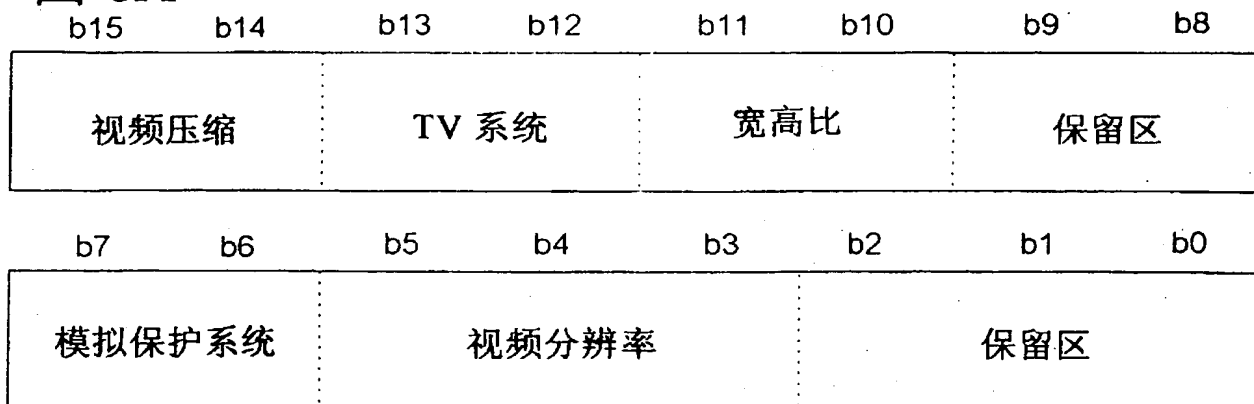 b15 b14 b13 b12 b11 b10 b9 b8
视频压缩 TV 系统 宽高比 保留区
b7 b6 b5 b4 b3 b2 b1 b0
模拟保护系统 视频分辨率 保留区